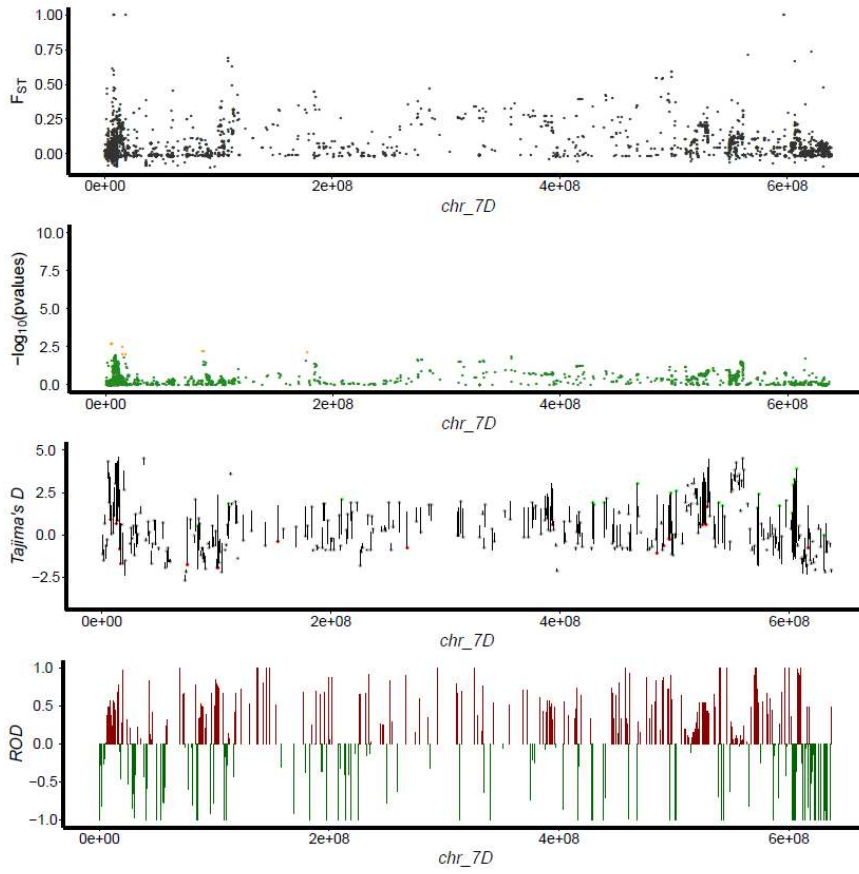 1.00
0.75
0.50
0.25
0.00
FST
0e+00 2e+08 4e+08 6e+08
chr_7D
10.0
7.5
5.0
2.5
0.0
−log10(pvalues)
0e+00 2e+08 4e+08 6e+08
chr_7D
5.0
2.5
0.0
−2.5
Tajima's D
0e+00 2e+08 4e+08 6e+08
chr_7D
1.0
0.5
0.0
−0.5
−1.0
ROD
0e+00 2e+08 4e+08 6e+08
chr_7D